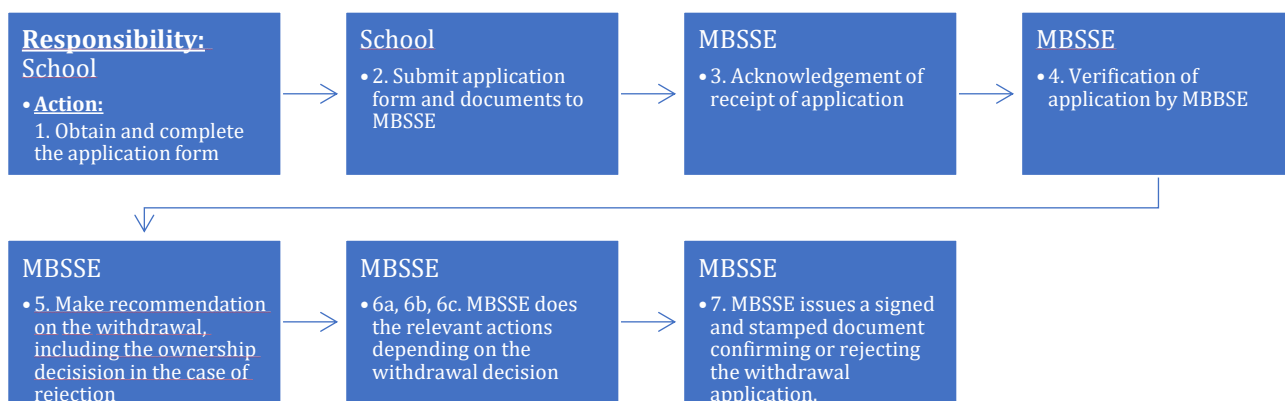 Responsibility:
School
• Action:
1. Obtain and complete
the application form
School
• 2. Submit application
form and documents to
MBSSE
MBSSE
• 3. Acknowledgement of
receipt of application
MBSSE
• 4. Verification of
application by MBBSE
MBSSE
• 5. Make recommendation
on the withdrawal,
including the ownership
decisision in the case of
rejection
MBSSE
• 6a, 6b, 6c. MBSSE does
the relevant actions
depending on the
withdrawal decision
MBSSE
• 7. MBSSE issues a signed
and stamped document
confirming or rejecting
the withdrawal
application.